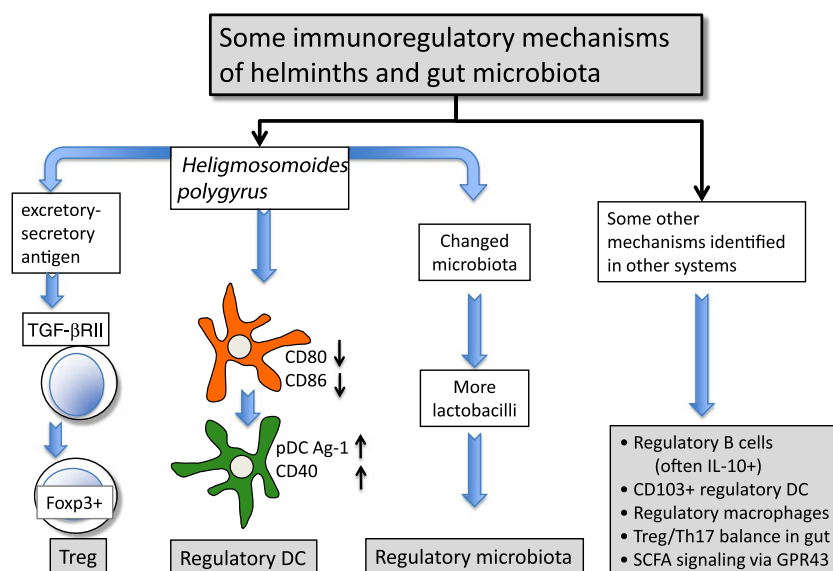 Some immunoregulatory mechanisms
of helminths and gut microbiota
Heligmosomoides
polygyrus
excretory-
secretory
antigen
TGF-βRII
Foxp3+
Treg
CD80
CD86
pDC Ag-1
CD40
Regulatory DC
Changed
microbiota
More
lactobacilli
Regulatory microbiota
Some other
mechanisms identified
in other systems
• Regulatory B cells
(often IL-10+)
• CD103+ regulatory DC
• Regulatory macrophages
• Treg/Th17 balance in gut
• SCFA signaling via GPR43